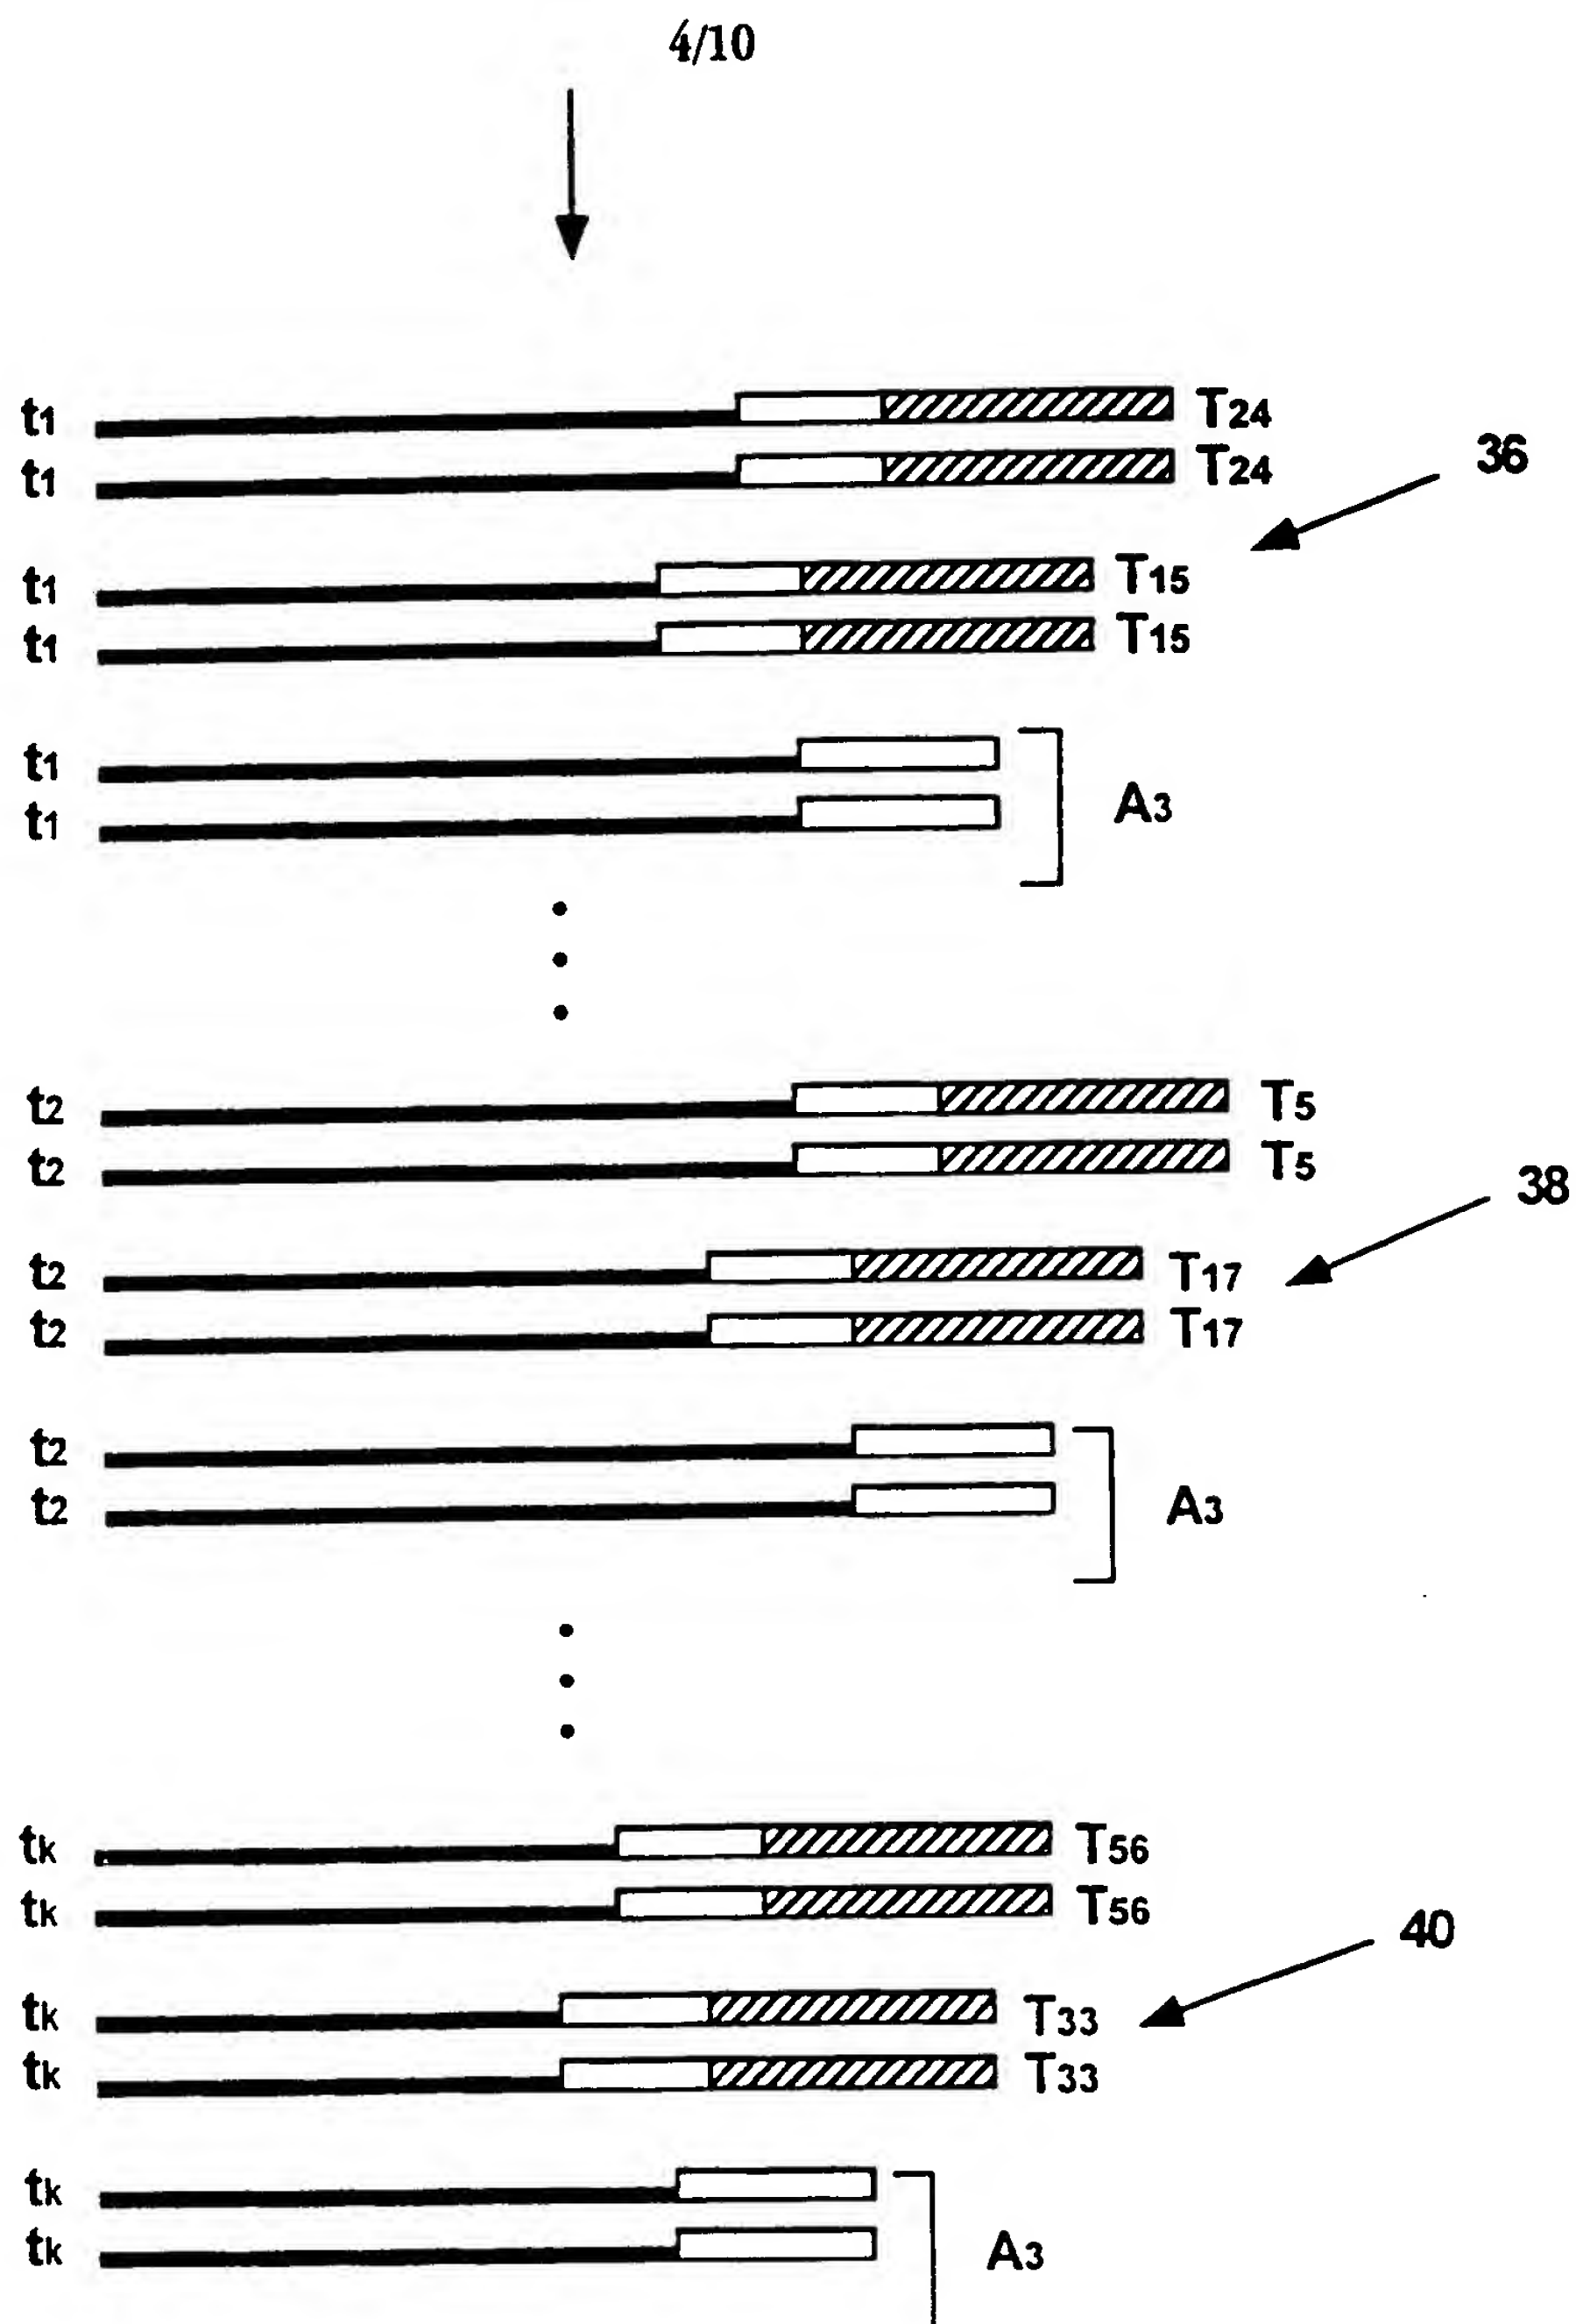 4/10
t1 T24
t1 T24
36
t1 T15
t1 T15
t1
t1 A3
t2 T5
t2 T5
38
t2 T17
t2 T17
t2
t2 A3
tk T56
tk T56
40
tk T33
tk T33
tk
tk A3